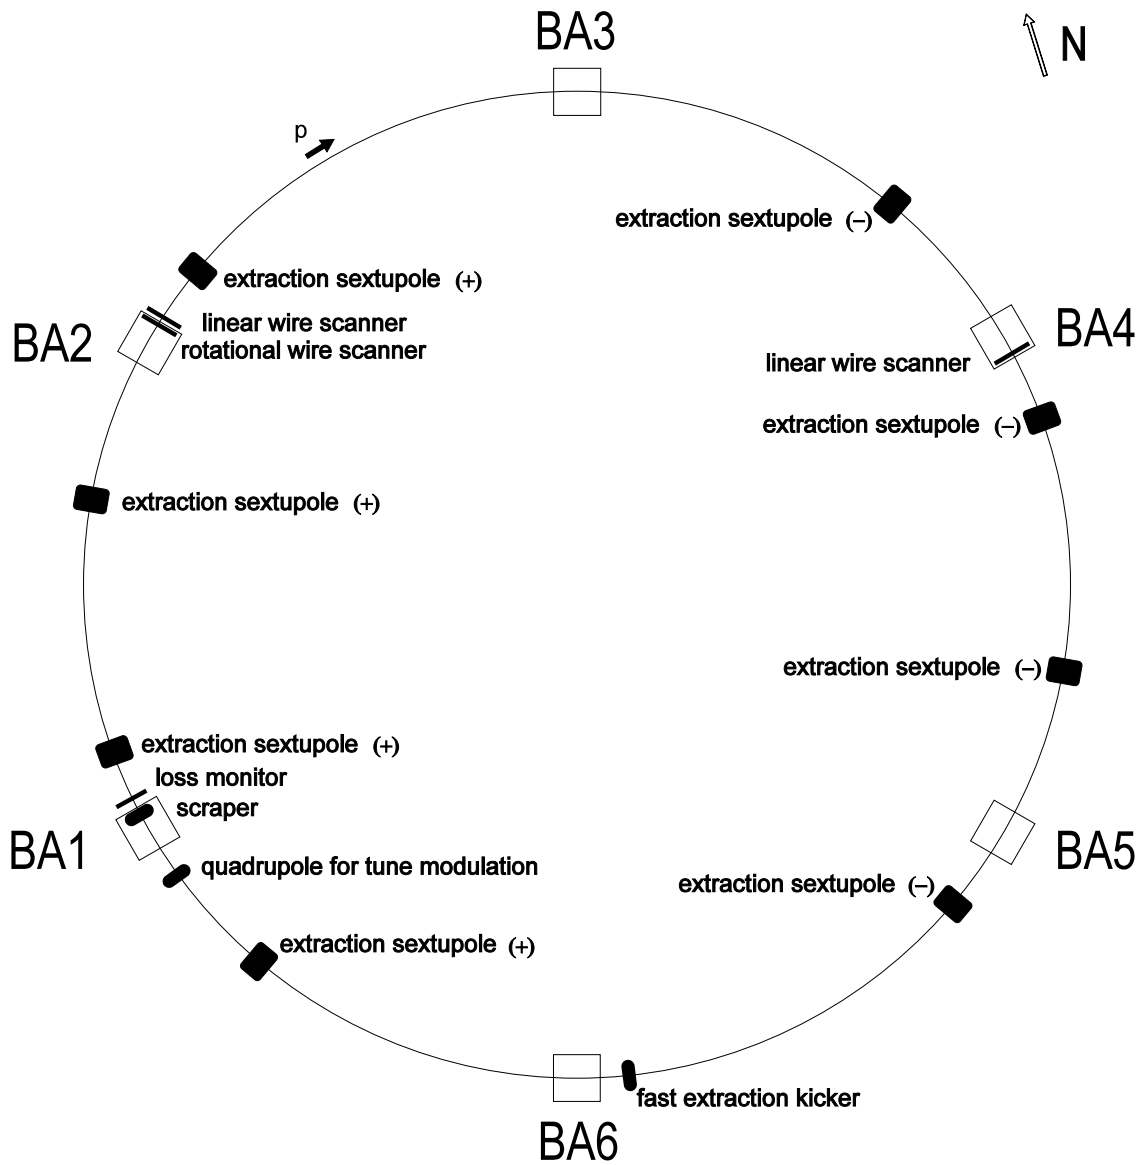 BA3
N
p
extraction sextupole (–)
extraction sextupole (+)
linear wire scanner
BA2
rotational wire scanner
BA4
linear wire scanner
extraction sextupole (–)
extraction sextupole (+)
extraction sextupole (–)
extraction sextupole (+)
loss monitor
scraper
BA1
BA5
quadrupole for tune modulation
extraction sextupole (–)
extraction sextupole (+)
fast extraction kicker
BA6